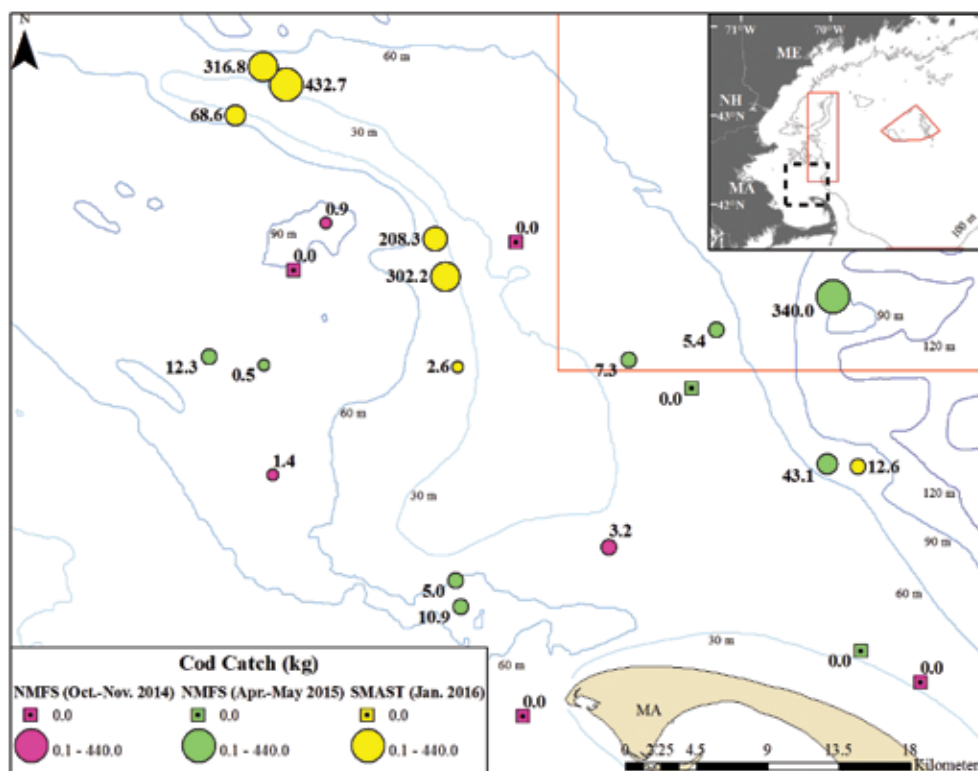 N
60 m
316.8
432.7
68.6
30 m
0.9
90 m
0.0
208.3
0.0
302.2
12.3
0.5
2.6
60 m
1.4
30 m
71°W 70°W
ME
NH
43°N
MA
42°N
100 m
340.0
90 m
120 m
5.4
7.3
0.0
43.1
12.6
120 m
90 m
3.2
5.0
10.9
60 m
30 m
0.0
0.0
60 m
0.0
MA
Cod Catch (kg)
NMFS (Oct.-Nov. 2014) NMFS (Apr.-May 2015) SMAST (Jan. 2016)
0.0 0.0 0.0
0.1 - 440.0 0.1 - 440.0 0.1 - 440.0
0 2.25 4.5 9 13.5 18
Kilometer